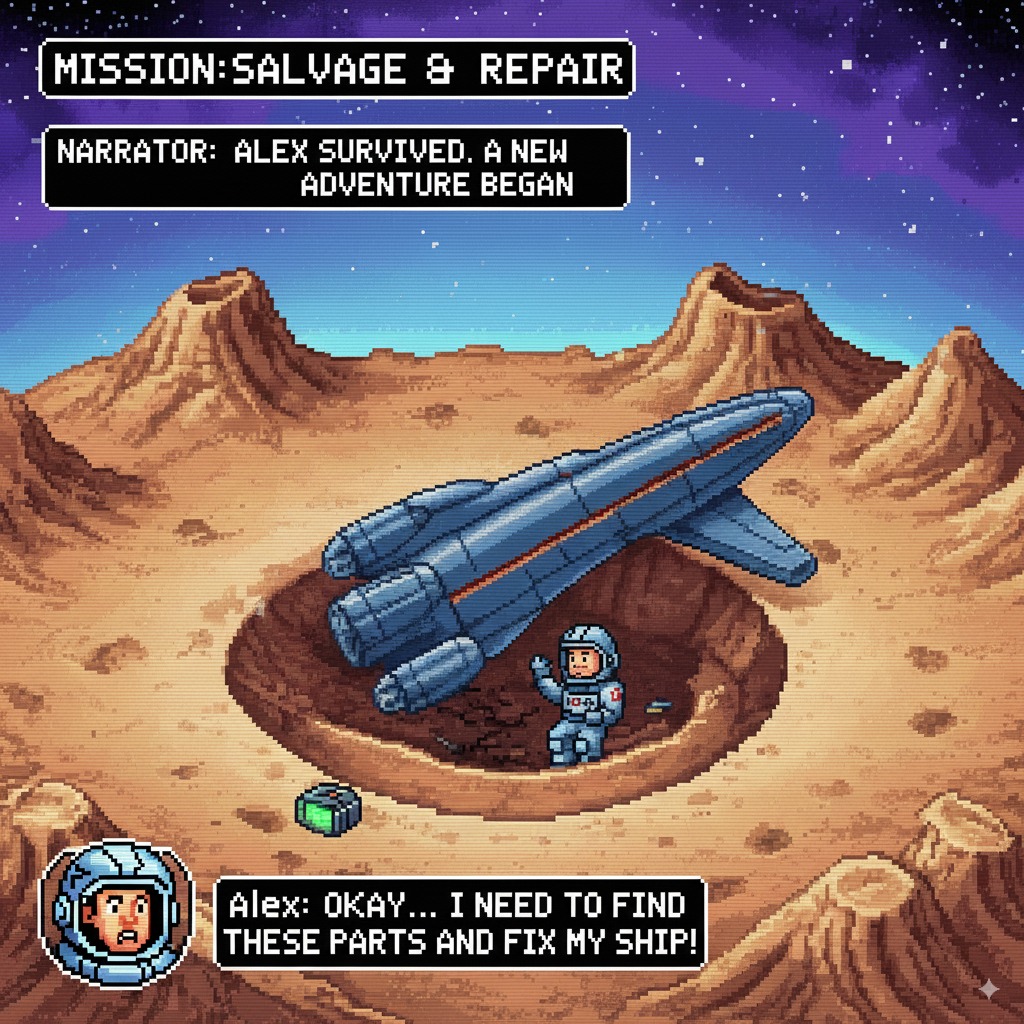 MISSION:SALVAGE & REPAIR
NARRATOR: ALEX SURVIVED. A NEW
ADVENTURE BEGAN
Alex: OKAY... I NEED TO FIND
THESE PARTS AND FIX MY SHIP!